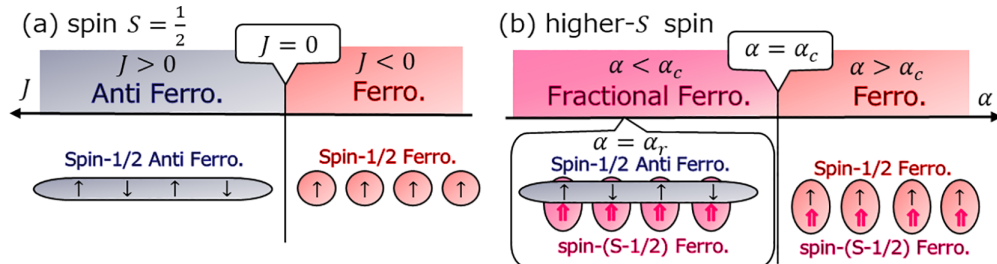 (a) spin S = 1/2
J = 0
J > 0
Anti Ferro.
J < 0
Ferro.
J
Spin-1/2 Anti Ferro.
↑ ↓ ↑ ↓
Spin-1/2 Ferro.
↑ ↑ ↑ ↑
(b) higher-S spin
α = α_c
α < α_c
Fractional Ferro.
α > α_c
Ferro.
α
α = α_r
Spin-1/2 Anti Ferro.
↑ ↓ ↑ ↓
⇑ ⇑ ⇑ ⇑
spin-(S-1/2) Ferro.
Spin-1/2 Ferro.
↑ ↑ ↑ ↑
⇑ ⇑ ⇑ ⇑
spin-(S-1/2) Ferro.